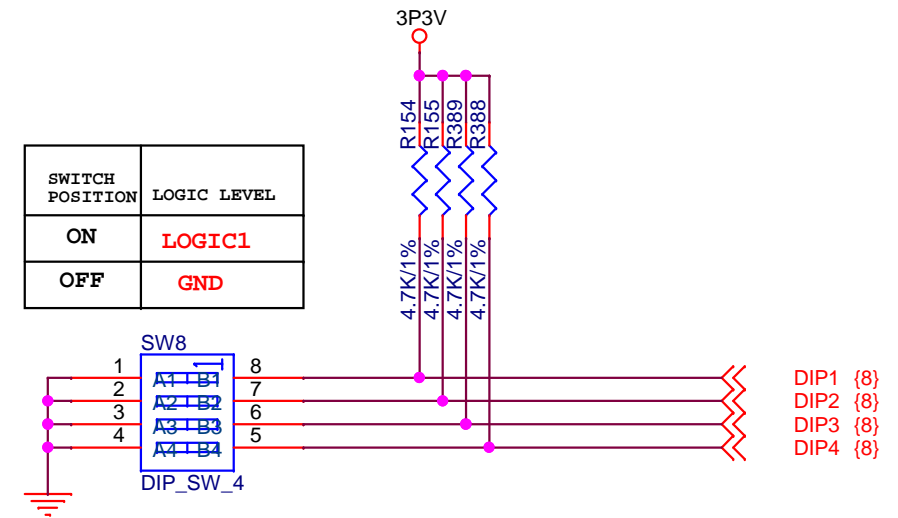 3P3V
R154
R155
R389
R388
SWITCH
POSITION
LOGIC LEVEL
ON
LOGIC1
OFF
GND
4.7K/1%
4.7K/1%
4.7K/1%
4.7K/1%
SW8
1 A1 B1 8
2 A2 B2 7
3 A3 B3 6
4 A4 B4 5
DIP_SW_4
DIP1 {8}
DIP2 {8}
DIP3 {8}
DIP4 {8}